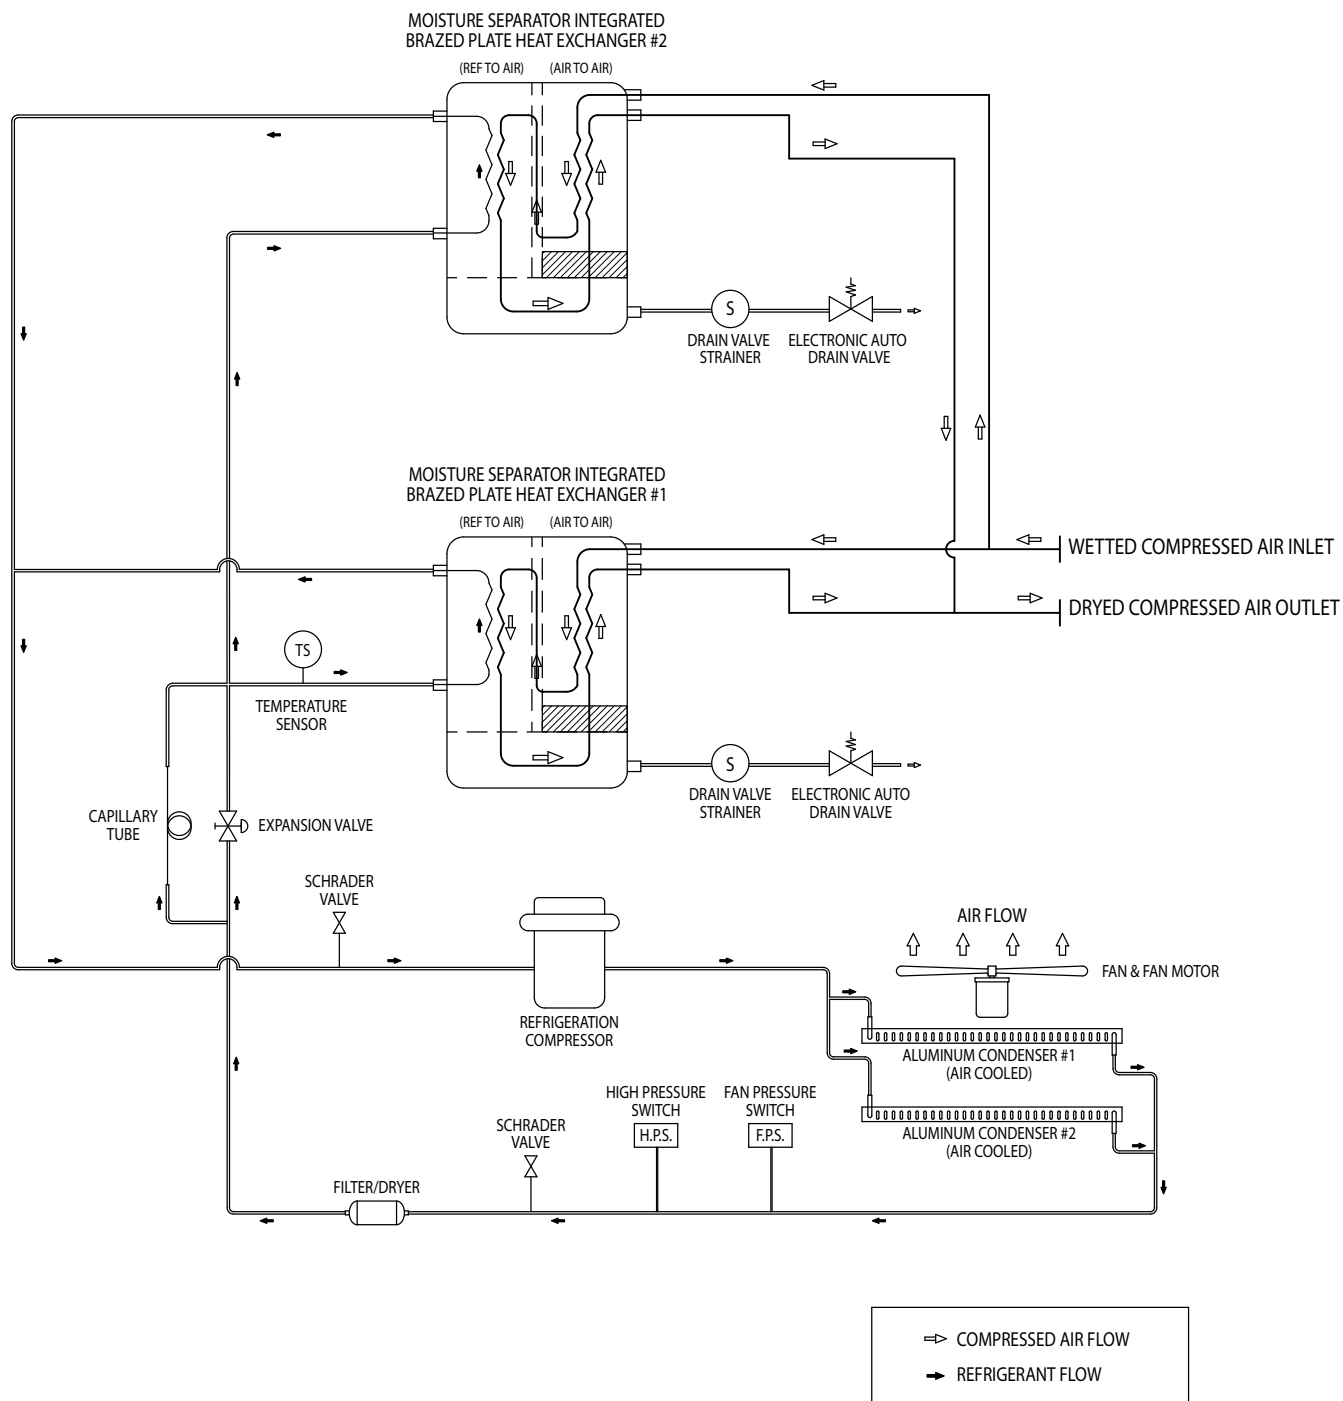 MOISTURE SEPARATOR INTEGRATED
BRAZED PLATE HEAT EXCHANGER #2
(REF TO AIR) (AIR TO AIR)
S
DRAIN VALVE
STRAINER
ELECTRONIC AUTO
DRAIN VALVE
MOISTURE SEPARATOR INTEGRATED
BRAZED PLATE HEAT EXCHANGER #1
(REF TO AIR) (AIR TO AIR)
WETTED COMPRESSED AIR INLET
DRYED COMPRESSED AIR OUTLET
TS
TEMPERATURE
SENSOR
S
DRAIN VALVE
STRAINER
ELECTRONIC AUTO
DRAIN VALVE
CAPILLARY
TUBE
EXPANSION VALVE
SCHRADER
VALVE
REFRIGERATION
COMPRESSOR
AIR FLOW
FAN & FAN MOTOR
ALUMINUM CONDENSER #1
(AIR COOLED)
HIGH PRESSURE
SWITCH
H.P.S.
FAN PRESSURE
SWITCH
F.P.S.
ALUMINUM CONDENSER #2
(AIR COOLED)
SCHRADER
VALVE
FILTER/DRYER
COMPRESSED AIR FLOW
REFRIGERANT FLOW